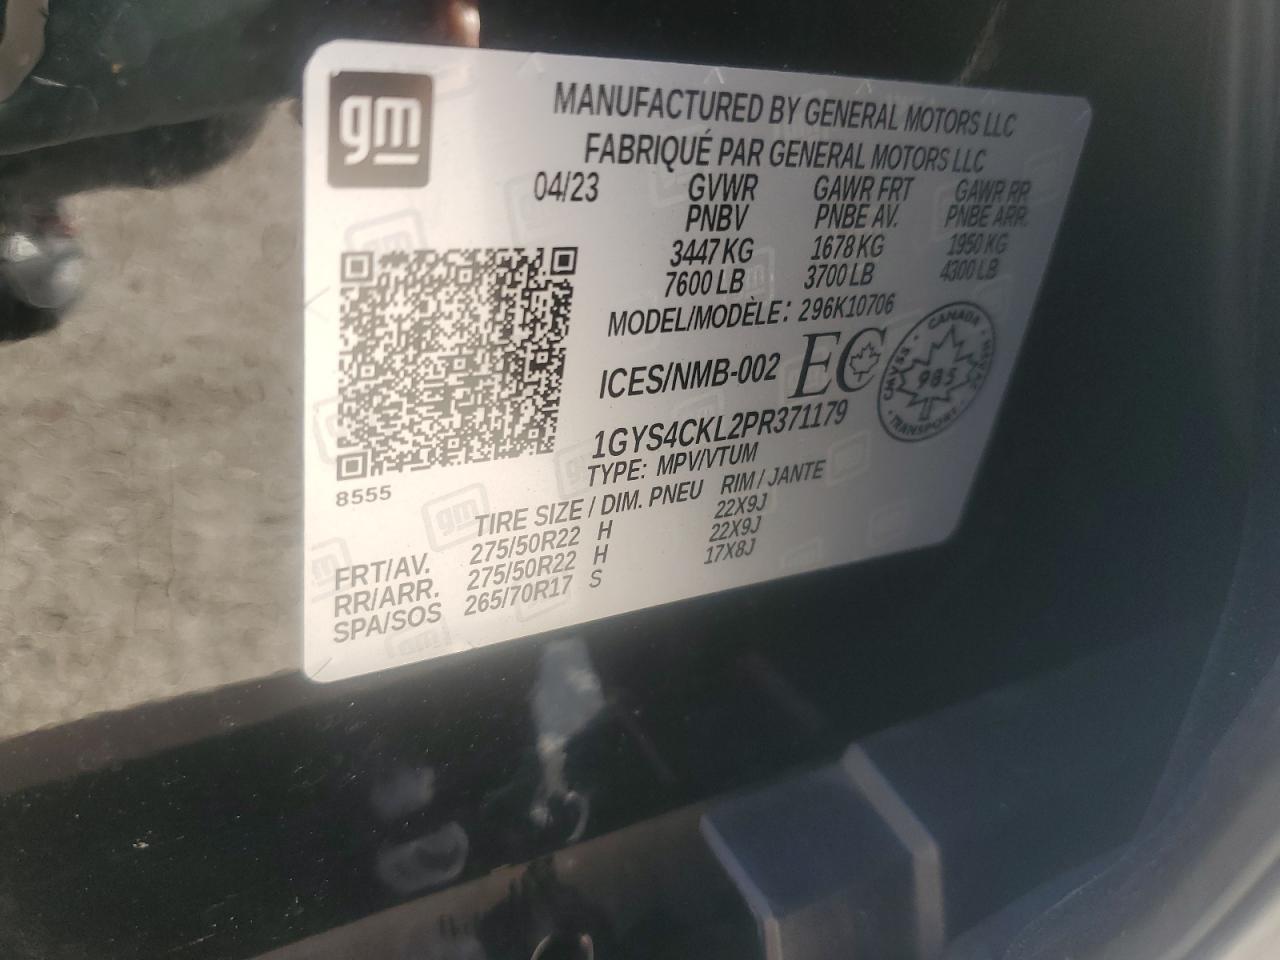 gm
MANUFACTURED BY GENERAL MOTORS LLC
FABRIQUÉ PAR GENERAL MOTORS LLC
04/23 GVWR GAWR FRT GAWR RR
PNBV PNBE AV. PNBE ARR.
3447 KG 1678 KG 1950 KG
7600 LB 3700 LB 4300 LB
MODEL/MODÈLE: 296K10706
ICES/NMB-002 EC
CANADA
CMVSS NSVAC
985
TRANSPORT
1GYS4CKL2PR371179
TYPE: MPV/VTUM
8555
TIRE SIZE / DIM. PNEU RIM / JANTE
FRT/AV. 275/50R22 H 22X9J
RR/ARR. 275/50R22 H 22X9J
SPA/SOS 265/70R17 S 17X8J